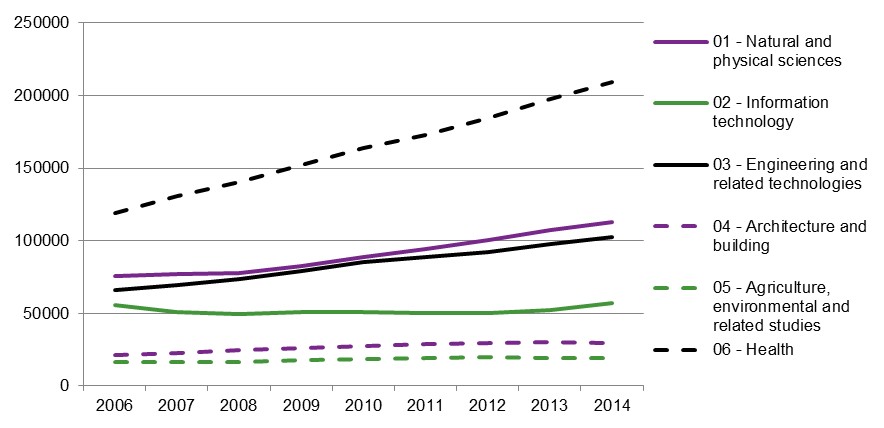 250000
200000
150000
100000
50000
0
2006 2007 2008 2009 2010 2011 2012 2013 2014
01 - Natural and
physical sciences
02 - Information
technology
03 - Engineering and
related technologies
04 - Architecture and
building
05 - Agriculture,
environmental and
related studies
06 - Health